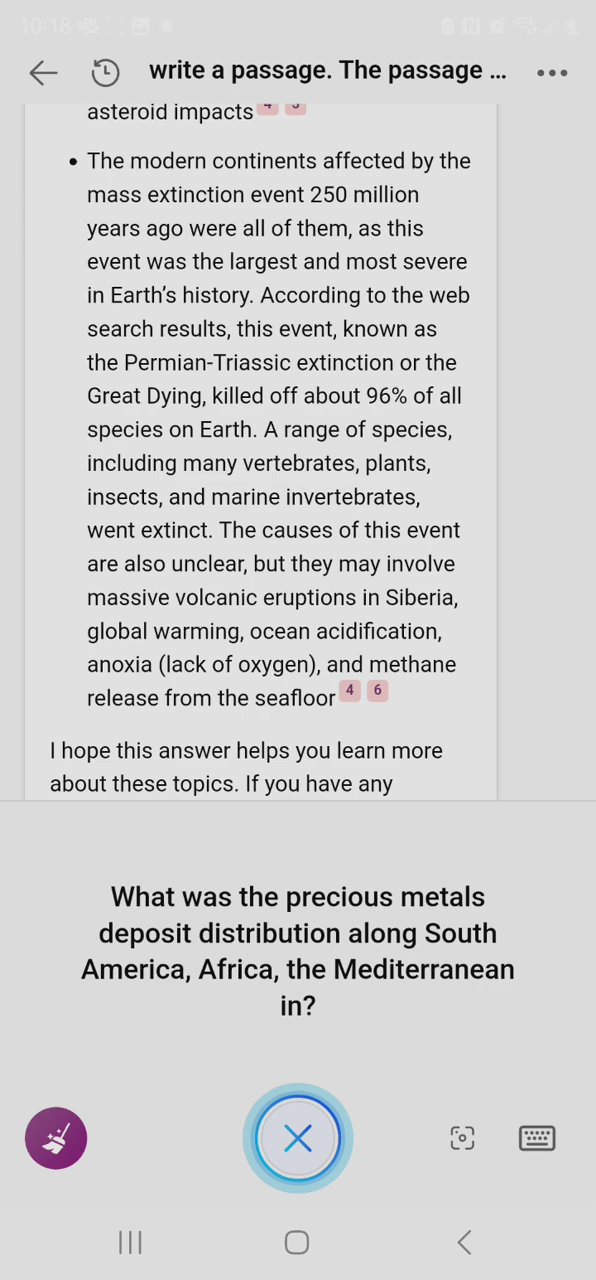 10:18
write a passage. The passage ...
asteroid impacts 4 5
• The modern continents affected by the
mass extinction event 250 million
years ago were all of them, as this
event was the largest and most severe
in Earth's history. According to the web
search results, this event, known as
the Permian-Triassic extinction or the
Great Dying, killed off about 96% of all
species on Earth. A range of species,
including many vertebrates, plants,
insects, and marine invertebrates,
went extinct. The causes of this event
are also unclear, but they may involve
massive volcanic eruptions in Siberia,
global warming, ocean acidification,
anoxia (lack of oxygen), and methane
release from the seafloor 4 6
I hope this answer helps you learn more
about these topics. If you have any
What was the precious metals
deposit distribution along South
America, Africa, the Mediterranean
in?